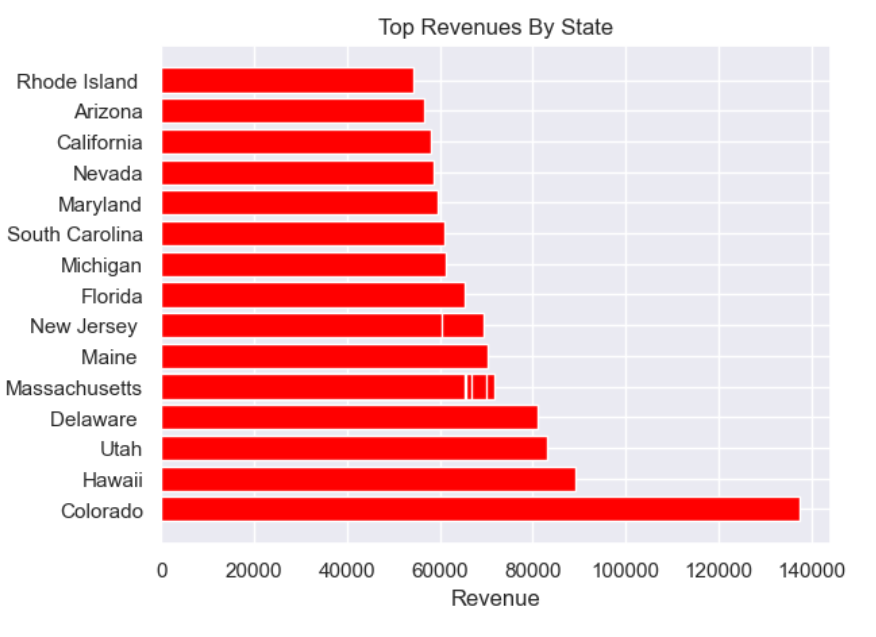 Top Revenues By State
Rhode Island
Arizona
California
Nevada
Maryland
South Carolina
Michigan
Florida
New Jersey
Maine
Massachusetts
Delaware
Utah
Hawaii
Colorado
0 20000 40000 60000 80000 100000 120000 140000
Revenue